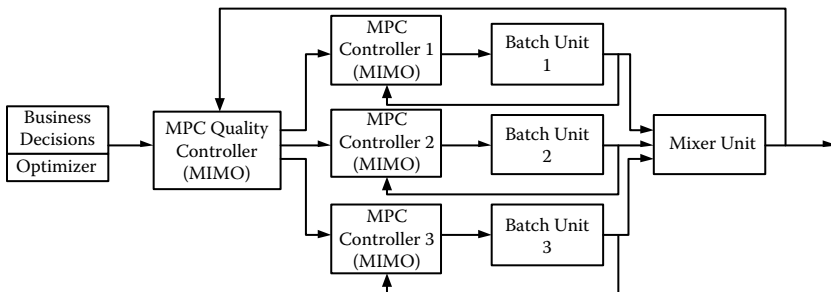 Business
Decisions
Optimizer
MPC Quality
Controller
(MIMO)
MPC
Controller 1
(MIMO)
Batch Unit
1
MPC
Controller 2
(MIMO)
Batch Unit
2
MPC
Controller 3
(MIMO)
Batch Unit
3
Mixer Unit